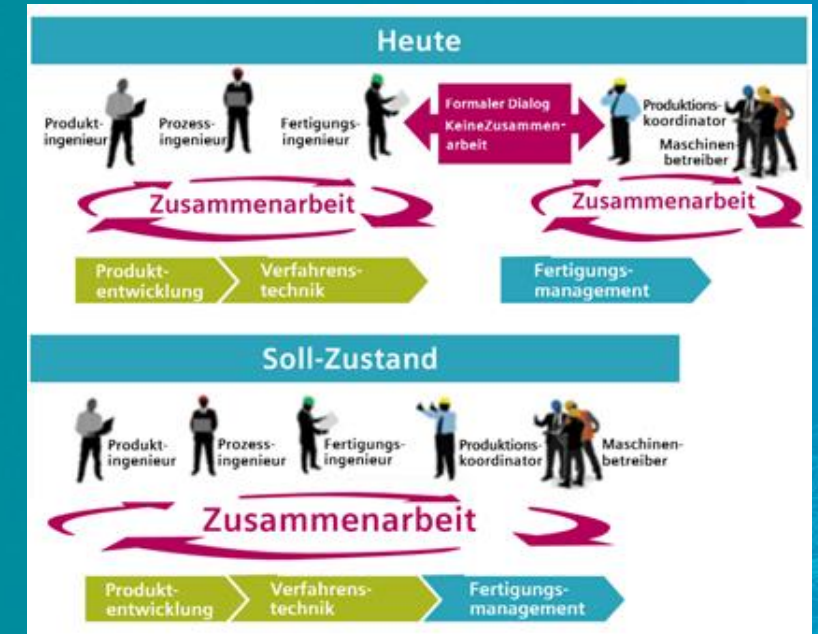 Heute
Produkt-
ingenieur
Prozess-
ingenieur
Fertigungs-
ingenieur
Formaler Dialog
KeineZusammen-
arbeit
Produktions-
koordinator
Maschinen-
betreiber
Zusammenarbeit
Zusammenarbeit
Produkt-
entwicklung
Verfahrens-
technik
Fertigungs-
management
Soll-Zustand
Produkt-
ingenieur
Prozess-
ingenieur
Fertigungs-
ingenieur
Produktions-
koordinator
Maschinen-
betreiber
Zusammenarbeit
Produkt-
entwicklung
Verfahrens-
technik
Fertigungs-
management